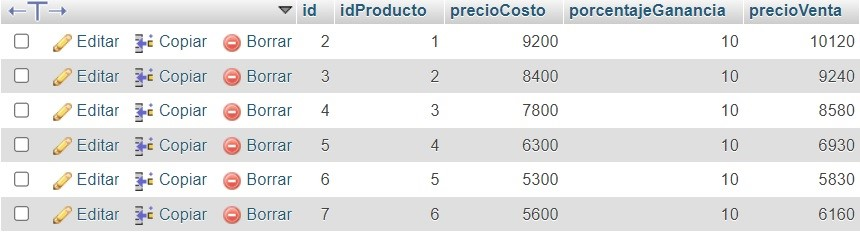 id idProducto precioCosto porcentajeGanancia precioVenta
Editar Copiar Borrar 2 1 9200 10 10120
Editar Copiar Borrar 3 2 8400 10 9240
Editar Copiar Borrar 4 3 7800 10 8580
Editar Copiar Borrar 5 4 6300 10 6930
Editar Copiar Borrar 6 5 5300 10 5830
Editar Copiar Borrar 7 6 5600 10 6160